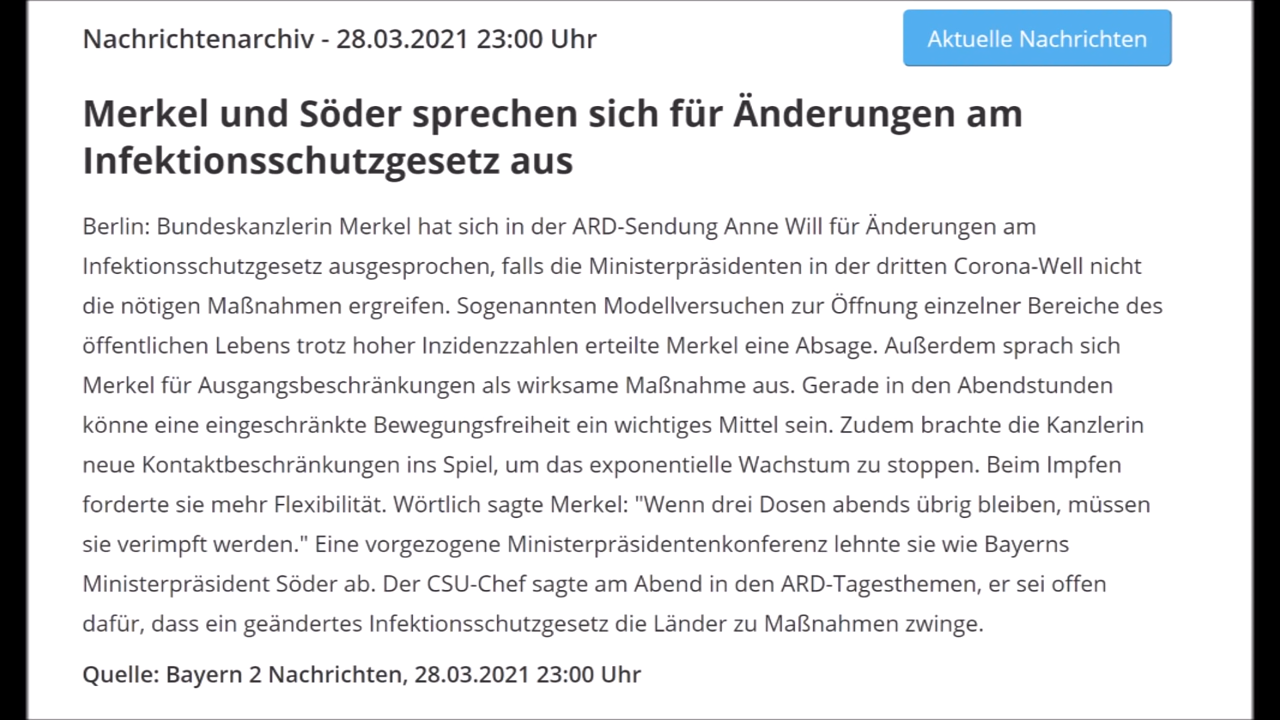 Nachrichtenarchiv - 28.03.2021 23:00 Uhr
Aktuelle Nachrichten
Merkel und Söder sprechen sich für Änderungen am
Infektionsschutzgesetz aus
Berlin: Bundeskanzlerin Merkel hat sich in der ARD-Sendung Anne Will für Änderungen am
Infektionsschutzgesetz ausgesprochen, falls die Ministerpräsidenten in der dritten Corona-Well nicht
die nötigen Maßnahmen ergreifen. Sogenannten Modellversuchen zur Öffnung einzelner Bereiche des
öffentlichen Lebens trotz hoher Inzidenzzahlen erteilte Merkel eine Absage. Außerdem sprach sich
Merkel für Ausgangsbeschränkungen als wirksame Maßnahme aus. Gerade in den Abendstunden
könne eine eingeschränkte Bewegungsfreiheit ein wichtiges Mittel sein. Zudem brachte die Kanzlerin
neue Kontaktbeschränkungen ins Spiel, um das exponentielle Wachstum zu stoppen. Beim Impfen
forderte sie mehr Flexibilität. Wörtlich sagte Merkel: "Wenn drei Dosen abends übrig bleiben, müssen
sie verimpft werden." Eine vorgezogene Ministerpräsidentenkonferenz lehnte sie wie Bayerns
Ministerpräsident Söder ab. Der CSU-Chef sagte am Abend in den ARD-Tagesthemen, er sei offen
dafür, dass ein geändertes Infektionsschutzgesetz die Länder zu Maßnahmen zwinge.
Quelle: Bayern 2 Nachrichten, 28.03.2021 23:00 Uhr